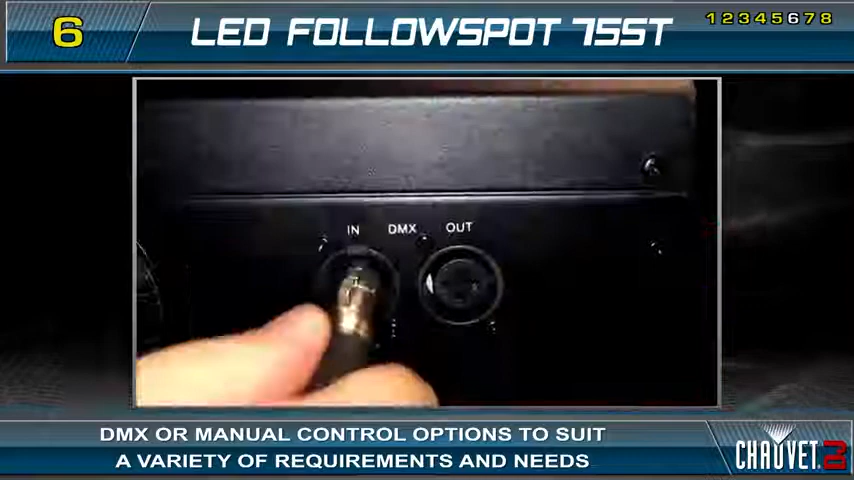 6
LED FOLLOWSPOT 75ST
12345678
IN DMX OUT
DMX OR MANUAL CONTROL OPTIONS TO SUIT
A VARIETY OF REQUIREMENTS AND NEEDS
CHAUVET